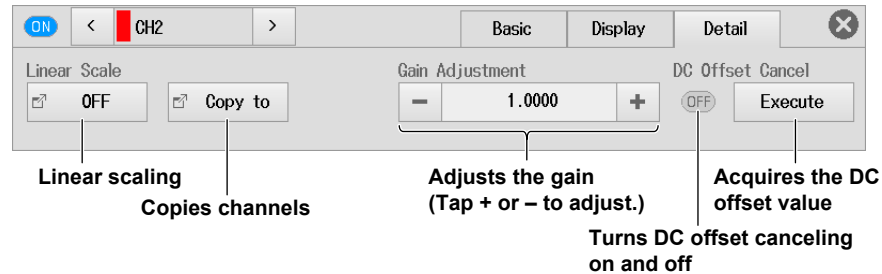 ON < CH2 > Basic Display Detail
Linear Scale Gain Adjustment DC Offset Cancel
OFF Copy to − 1.0000 + OFF Execute
Linear scaling
Copies channels
Adjusts the gain
(Tap + or – to adjust.)
Acquires the DC
offset value
Turns DC offset canceling
on and off